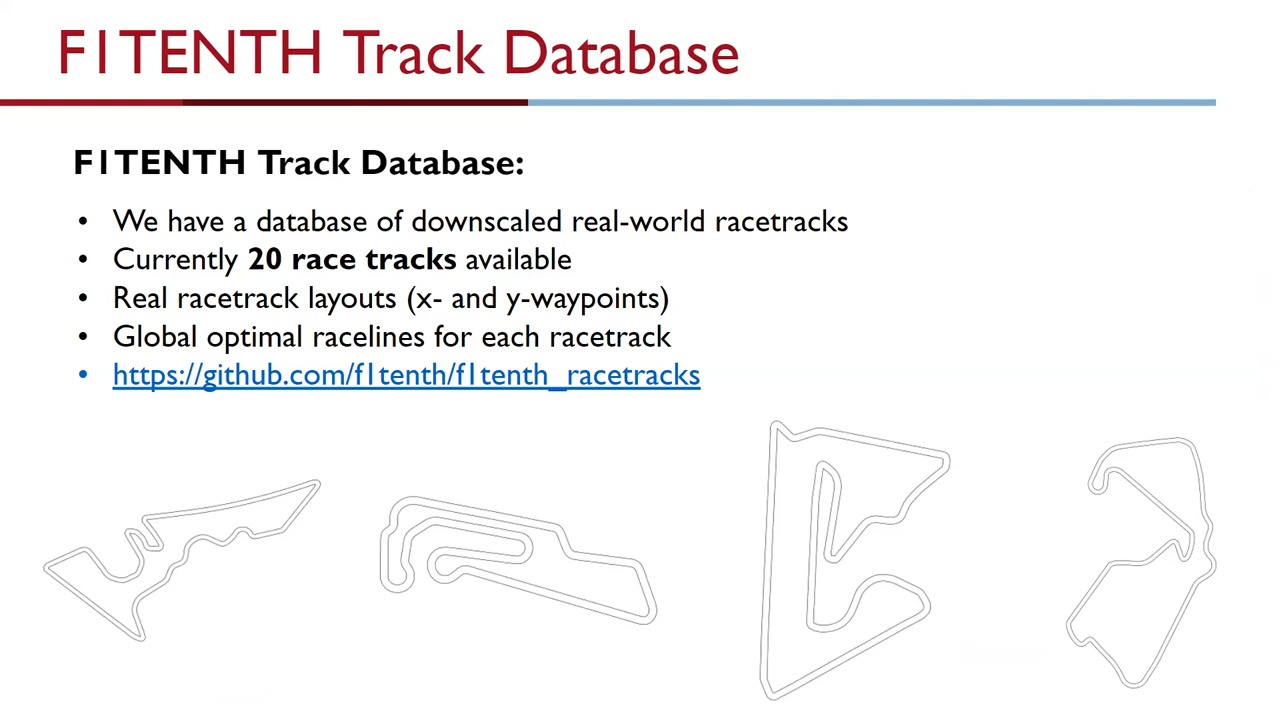 F1TENTH Track Database
F1TENTH Track Database:
• We have a database of downscaled real-world racetracks
• Currently 20 race tracks available
• Real racetrack layouts (x- and y-waypoints)
• Global optimal racelines for each racetrack
• https://github.com/f1tenth/f1tenth_racetracks